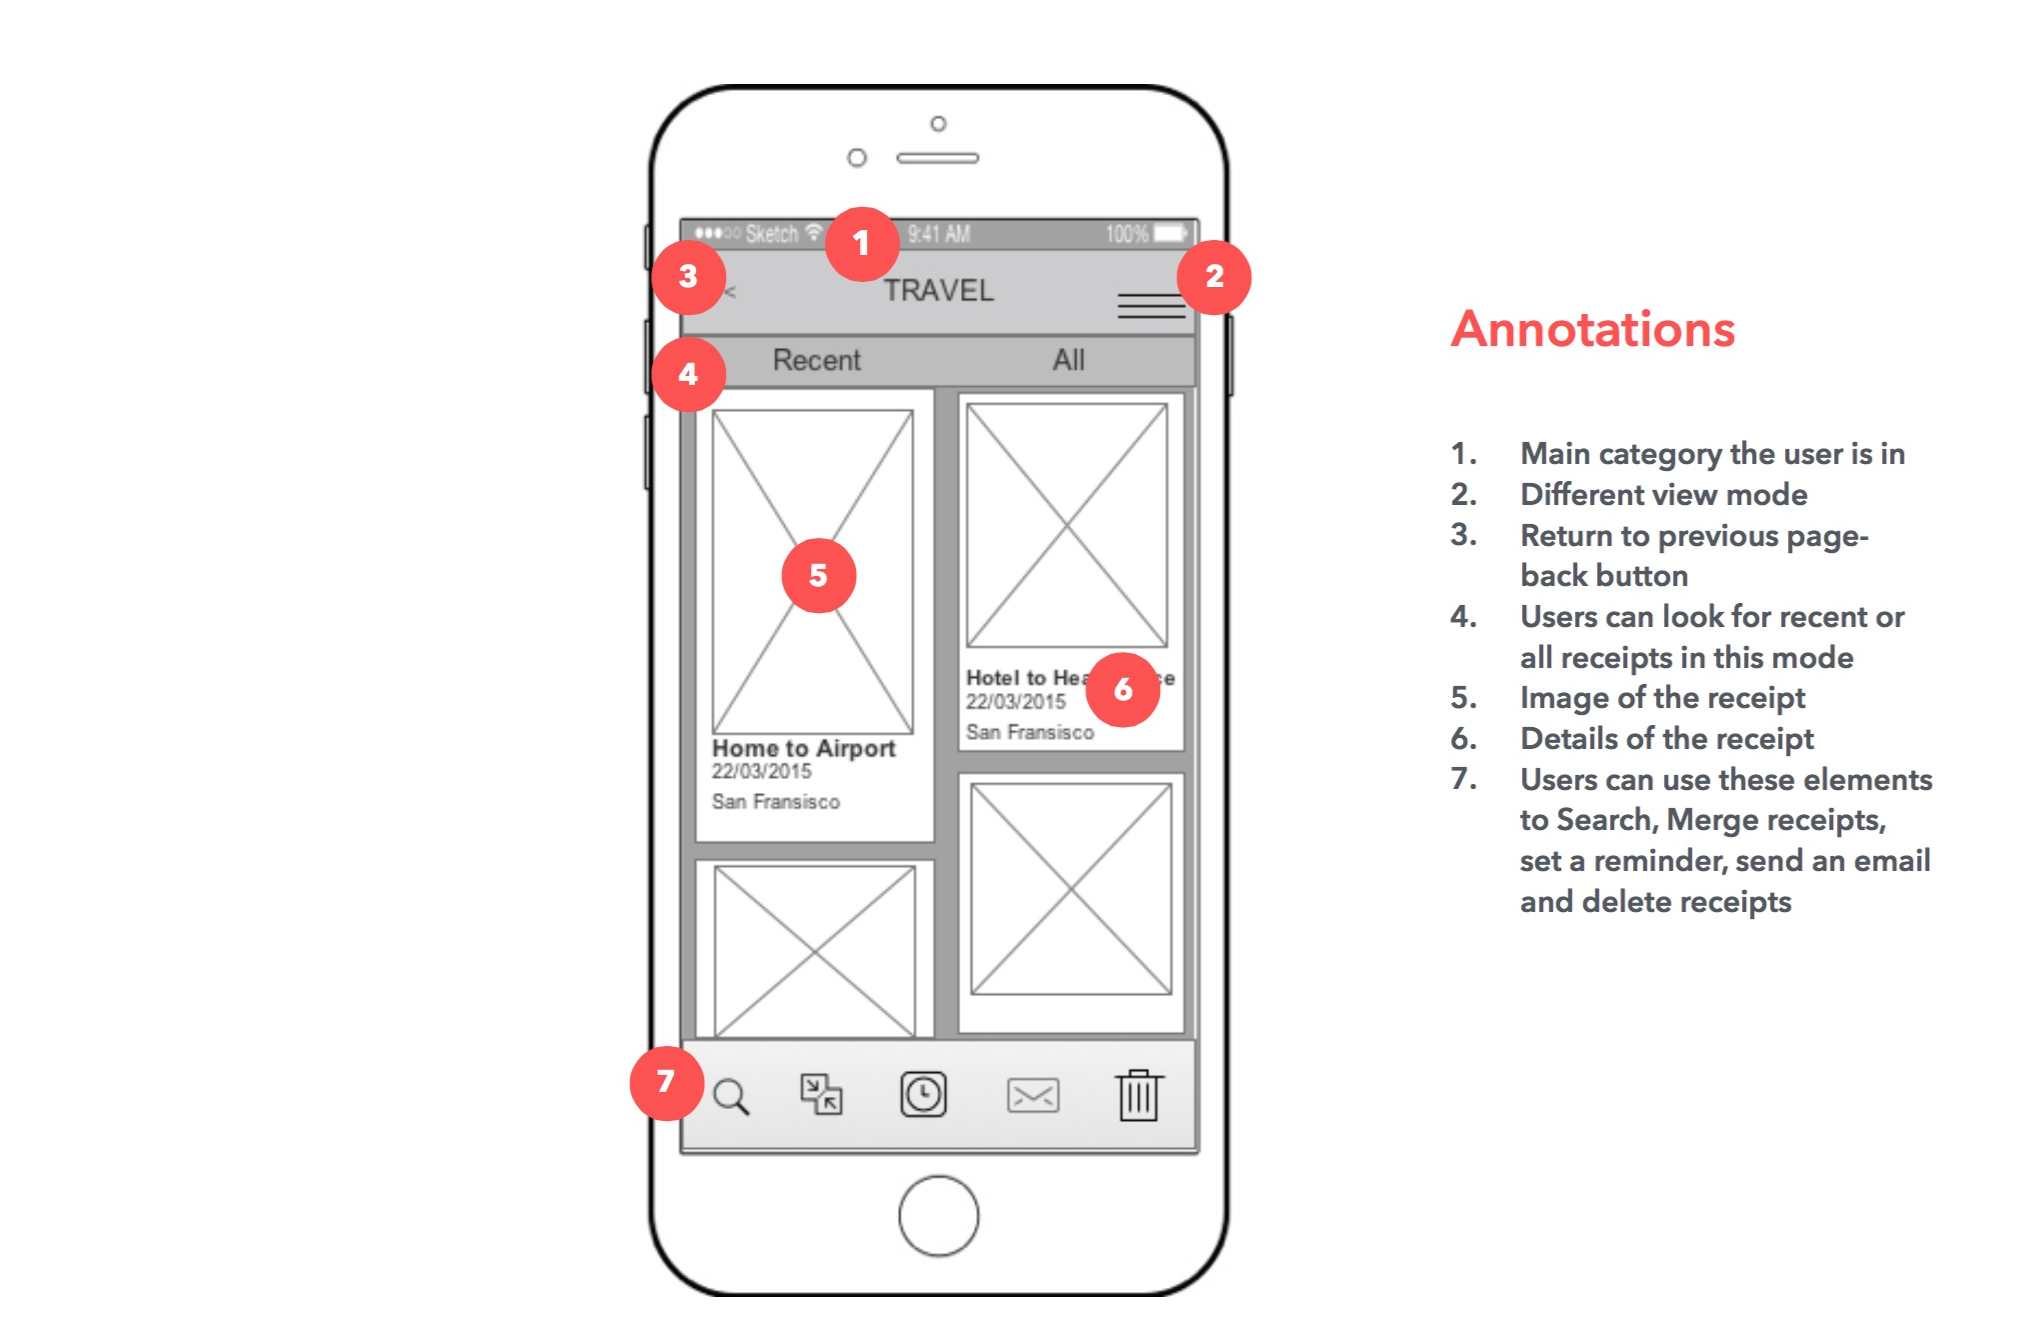 Sketch 9:41 AM 100%
1
3
2
< TRAVEL
4
Recent All
5
Hotel to
6
22/03/2015
San Fransisco
Home to Airport
22/03/2015
San Fransisco
7
Annotations
1. Main category the user is in
2. Different view mode
3. Return to previous page-
back button
4. Users can look for recent or
all receipts in this mode
5. Image of the receipt
6. Details of the receipt
7. Users can use these elements
to Search, Merge receipts,
set a reminder, send an email
and delete receipts